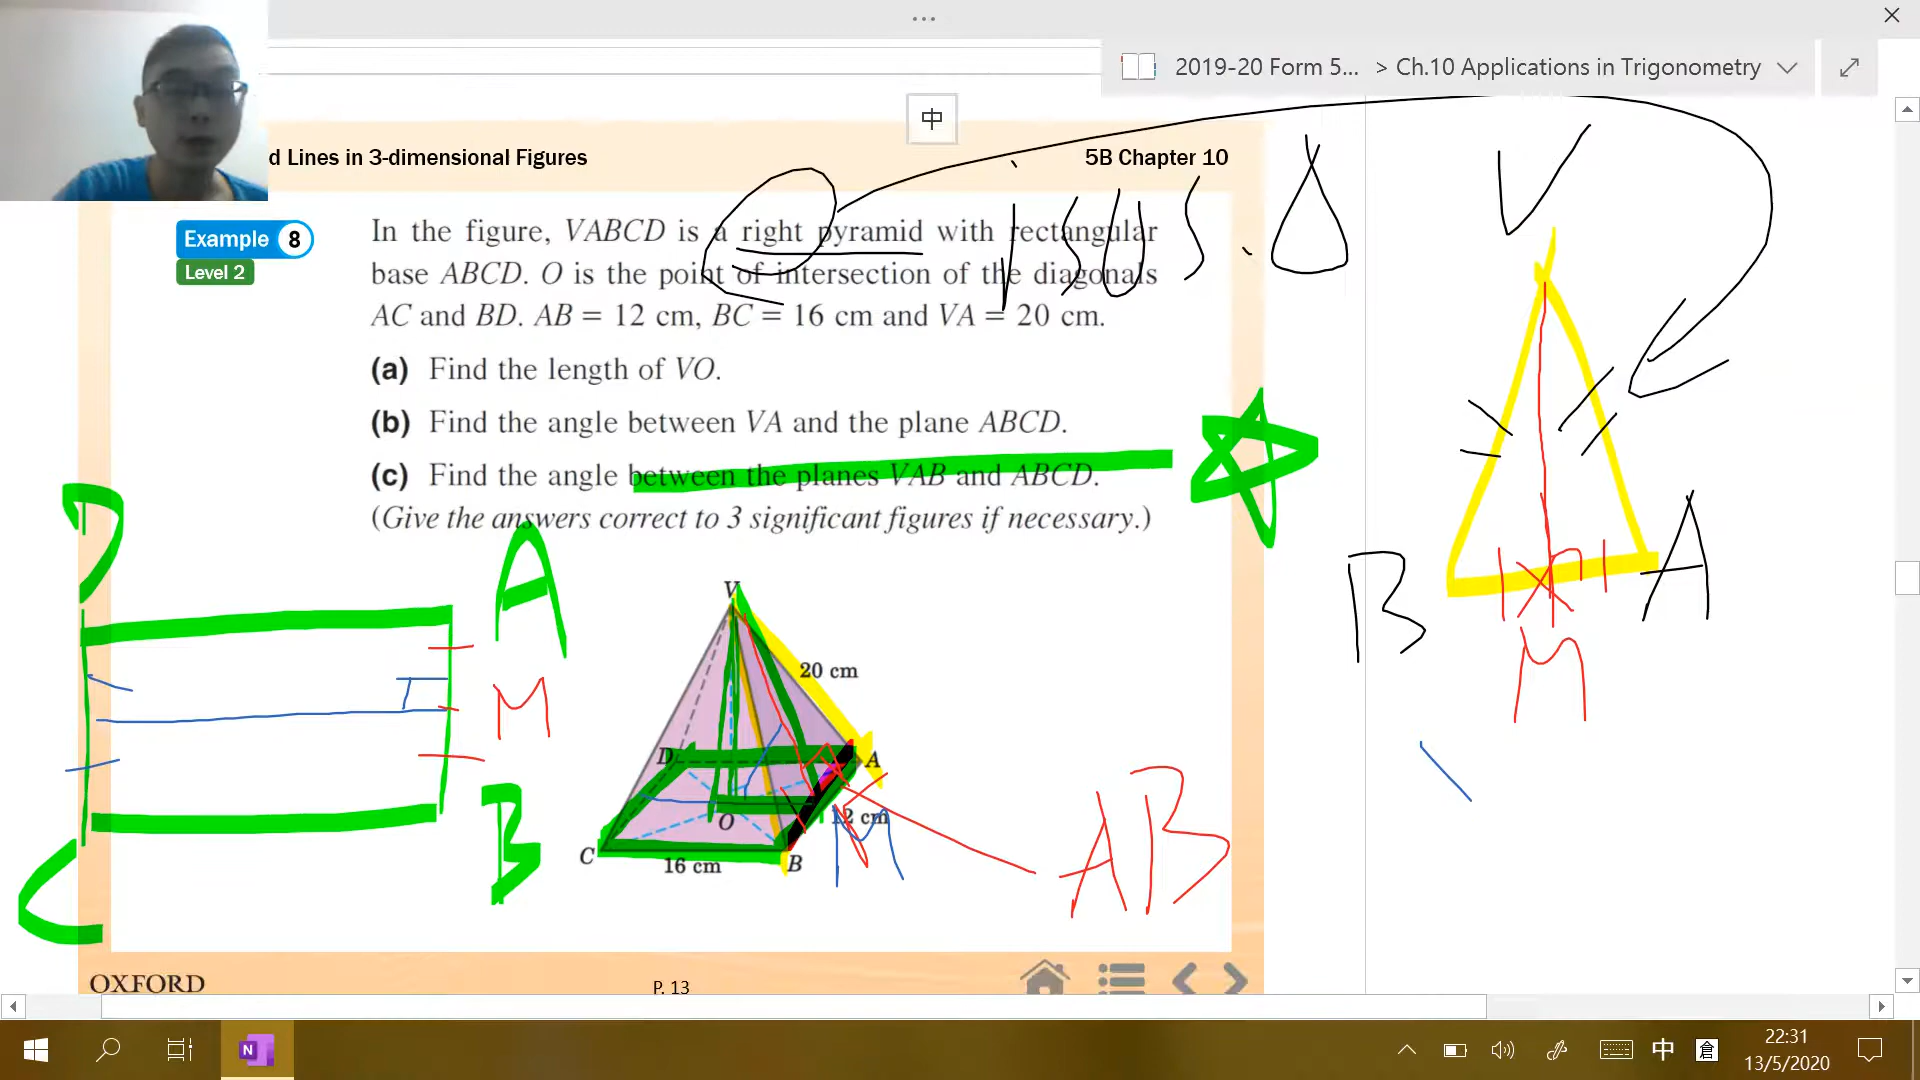 2019-20 Form 5... > Ch.10 Applications in Trigonometry
中
d Lines in 3-dimensional Figures
5B Chapter 10
Example 8
Level 2
In the figure, VABCD is a right pyramid with rectangular
base ABCD. O is the point of intersection of the diagonals
AC and BD. AB = 12 cm, BC = 16 cm and VA = 20 cm.
(a) Find the length of VO.
(b) Find the angle between VA and the plane ABCD.
(c) Find the angle between the planes VAB and ABCD.
(Give the answers correct to 3 significant figures if necessary.)
isos. Δ
V
B
A
M
D
A
M
B
C
V
20 cm
D
A
O
12 cm
M
C
16 cm
B
AB
OXFORD
P. 13
N
中
倉
22:31
13/5/2020